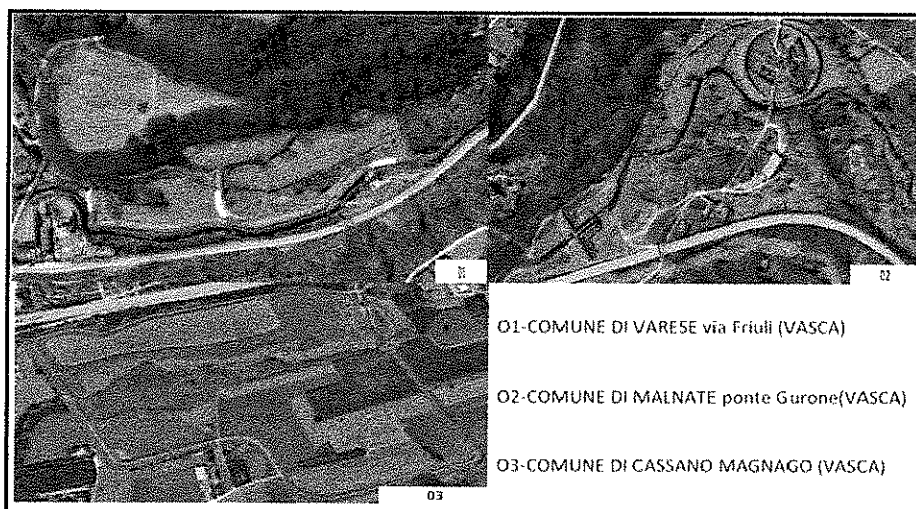 01
02
O1-COMUNE DI VARESE via Friuli (VASCA)
O2-COMUNE DI MALNATE ponte Gurone(VASCA)
O3-COMUNE DI CASSANO MAGNAGO (VASCA)
03